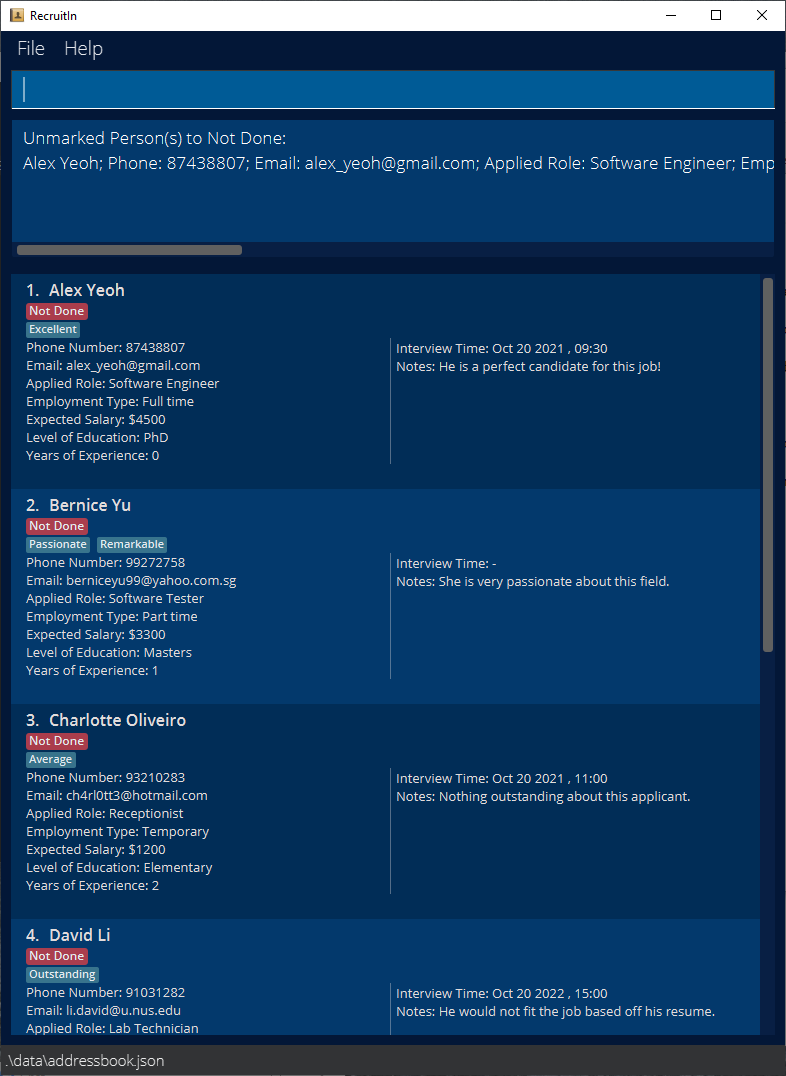 RecruitIn
File Help
Unmarked Person(s) to Not Done:
Alex Yeoh; Phone: 87438807; Email: alex_yeoh@gmail.com; Applied Role: Software Engineer; Emp
1. Alex Yeoh
Not Done
Excellent
Phone Number: 87438807
Email: alex_yeoh@gmail.com
Applied Role: Software Engineer
Employment Type: Full time
Expected Salary: $4500
Level of Education: PhD
Years of Experience: 0
Interview Time: Oct 20 2021 , 09:30
Notes: He is a perfect candidate for this job!
2. Bernice Yu
Not Done
Passionate Remarkable
Phone Number: 99272758
Email: berniceyu99@yahoo.com.sg
Applied Role: Software Tester
Employment Type: Part time
Expected Salary: $3300
Level of Education: Masters
Years of Experience: 1
Interview Time: -
Notes: She is very passionate about this field.
3. Charlotte Oliveiro
Not Done
Average
Phone Number: 93210283
Email: ch4rl0tt3@hotmail.com
Applied Role: Receptionist
Employment Type: Temporary
Expected Salary: $1200
Level of Education: Elementary
Years of Experience: 2
Interview Time: Oct 20 2021 , 11:00
Notes: Nothing outstanding about this applicant.
4. David Li
Not Done
Outstanding
Phone Number: 91031282
Email: li.david@u.nus.edu
Applied Role: Lab Technician
Interview Time: Oct 20 2022 , 15:00
Notes: He would not fit the job based off his resume.
.\data\addressbook.json